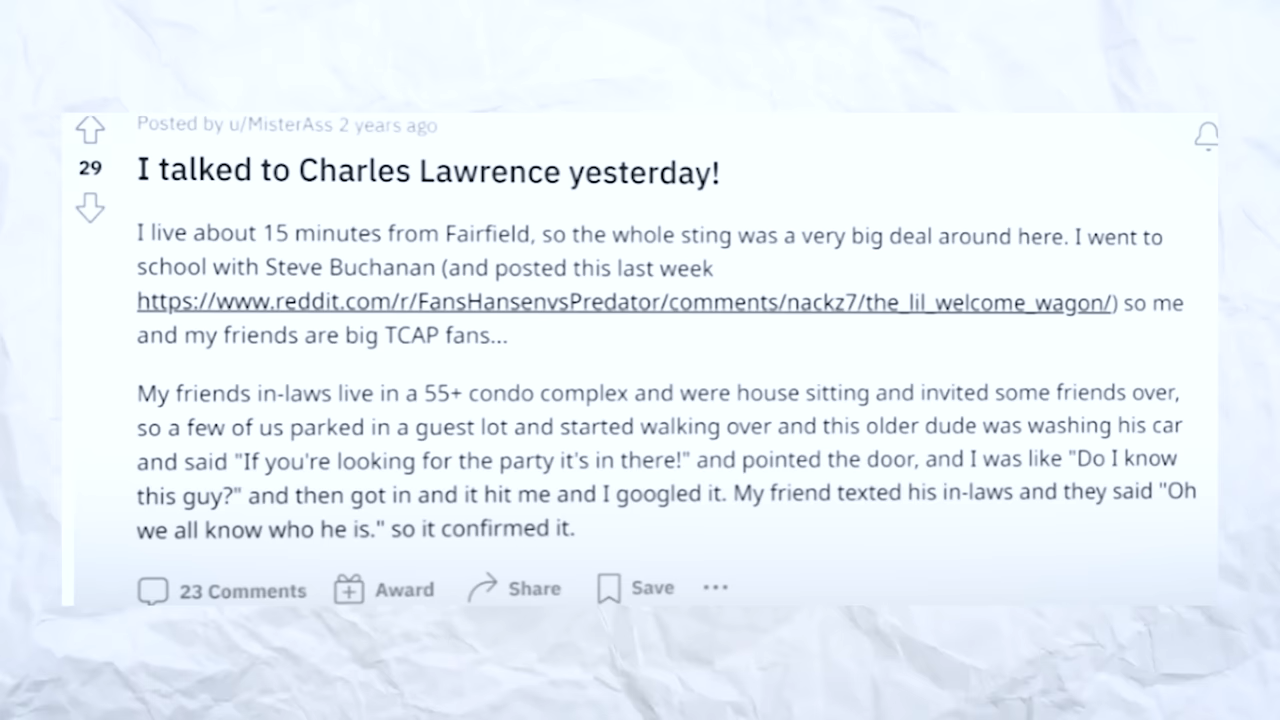 Posted by u/MisterAss 2 years ago
29
I talked to Charles Lawrence yesterday!
I live about 15 minutes from Fairfield, so the whole sting was a very big deal around here. I went to
school with Steve Buchanan (and posted this last week
https://www.reddit.com/r/FansHansenvsPredator/comments/nackz7/the_lil_welcome_wagon/) so me
and my friends are big TCAP fans...
My friends in-laws live in a 55+ condo complex and were house sitting and invited some friends over,
so a few of us parked in a guest lot and started walking over and this older dude was washing his car
and said "If you're looking for the party it's in there!" and pointed the door, and I was like "Do I know
this guy?" and then got in and it hit me and I googled it. My friend texted his in-laws and they said "Oh
we all know who he is." so it confirmed it.
23 Comments Award Share Save ···